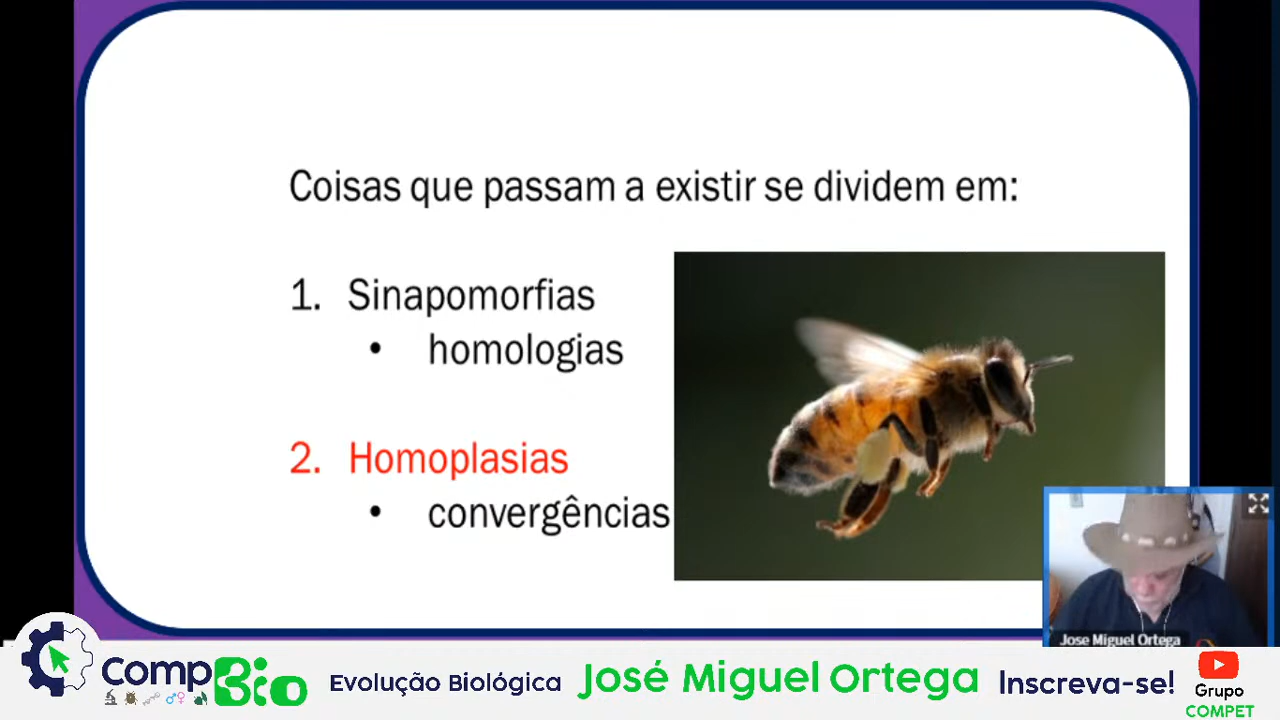 Coisas que passam a existir se dividem em:
1. Sinapomorfias
• homologias
2. Homoplasias
• convergências
Jose Miguel Ortega
Comp Bio
Evolução Biológica
José Miguel Ortega
Inscreva-se!
Grupo
COMPET